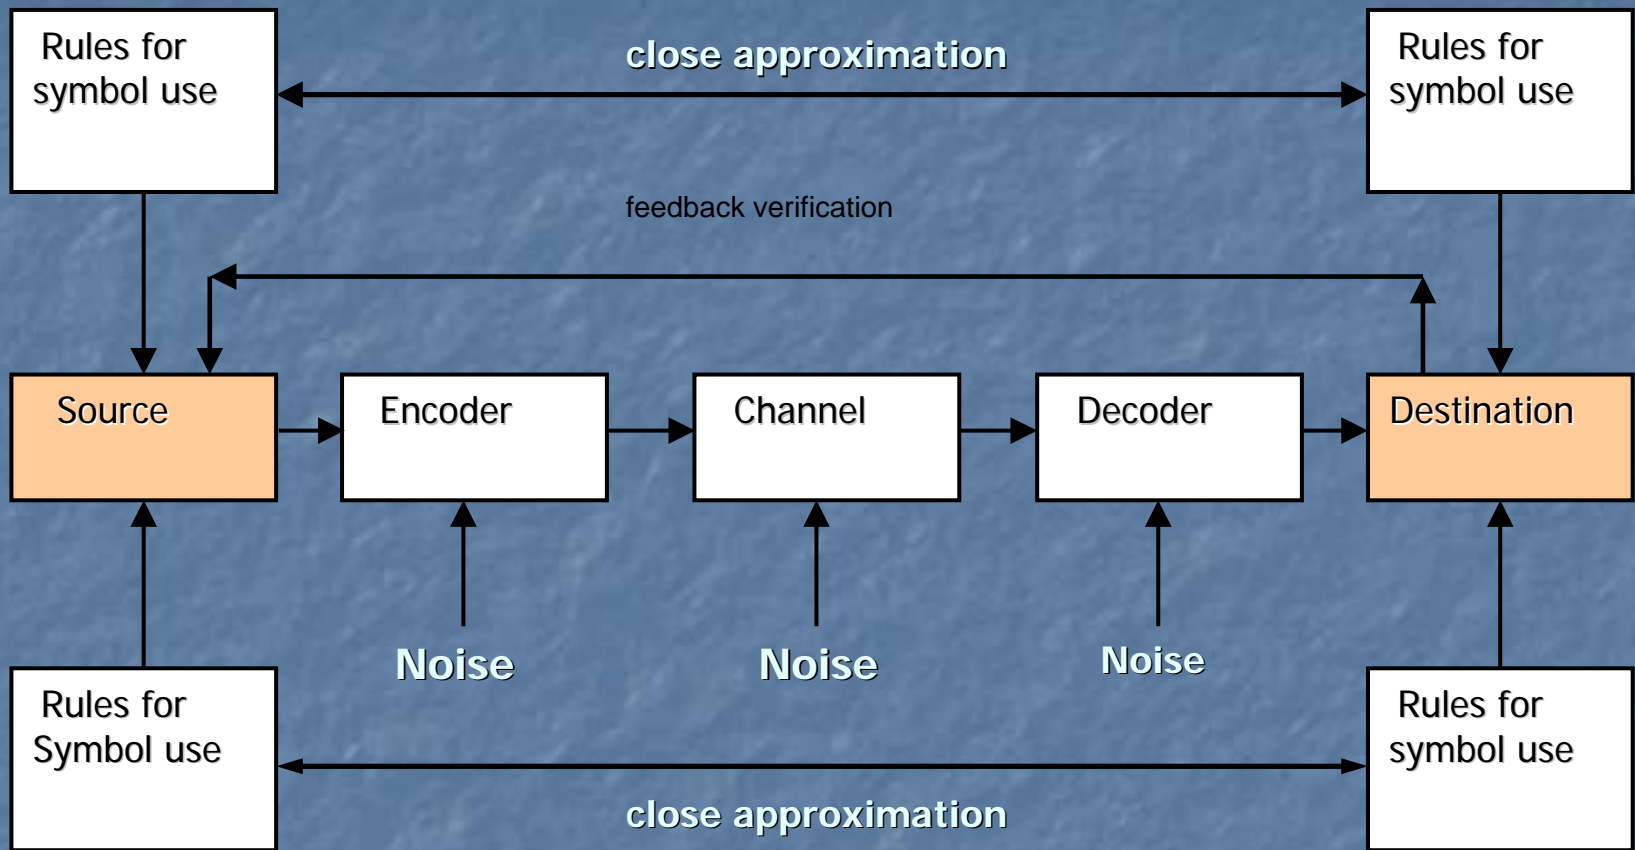 Rules for
symbol use
close approximation
Rules for
symbol use
feedback verification
Source
Encoder
Channel
Decoder
Destination
Noise
Noise
Noise
Rules for
Symbol use
close approximation
Rules for
symbol use